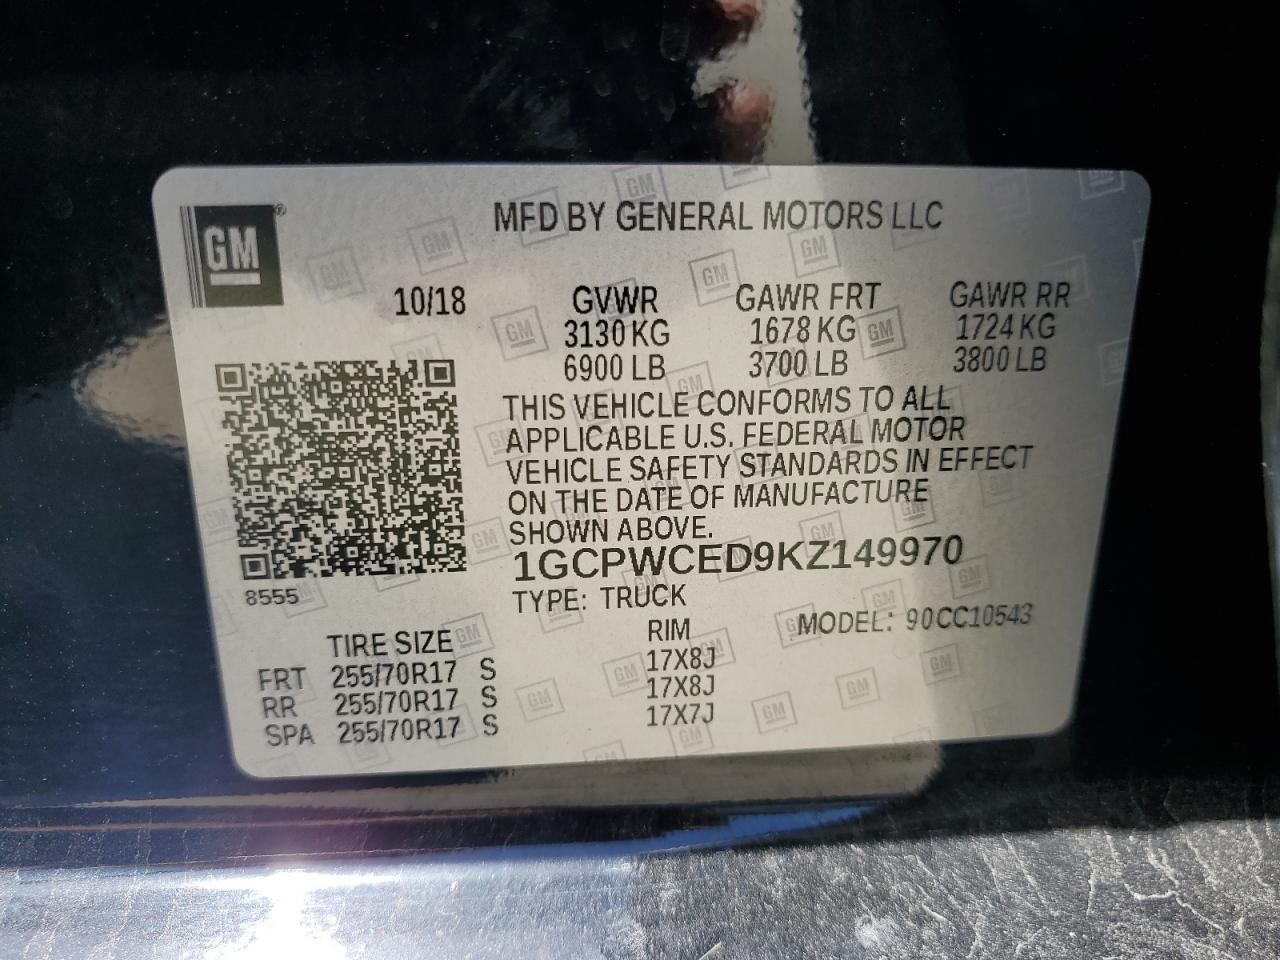 GM
MFD BY GENERAL MOTORS LLC
10/18
GVWR GAWR FRT GAWR RR
3130 KG 1678 KG 1724 KG
6900 LB 3700 LB 3800 LB
THIS VEHICLE CONFORMS TO ALL
APPLICABLE U.S. FEDERAL MOTOR
VEHICLE SAFETY STANDARDS IN EFFECT
ON THE DATE OF MANUFACTURE
SHOWN ABOVE.
1GCPWCED9KZ149970
8555
TYPE: TRUCK
MODEL: 90CC10543
TIRE SIZE RIM
FRT 255/70R17 S 17X8J
RR 255/70R17 S 17X8J
SPA 255/70R17 S 17X7J